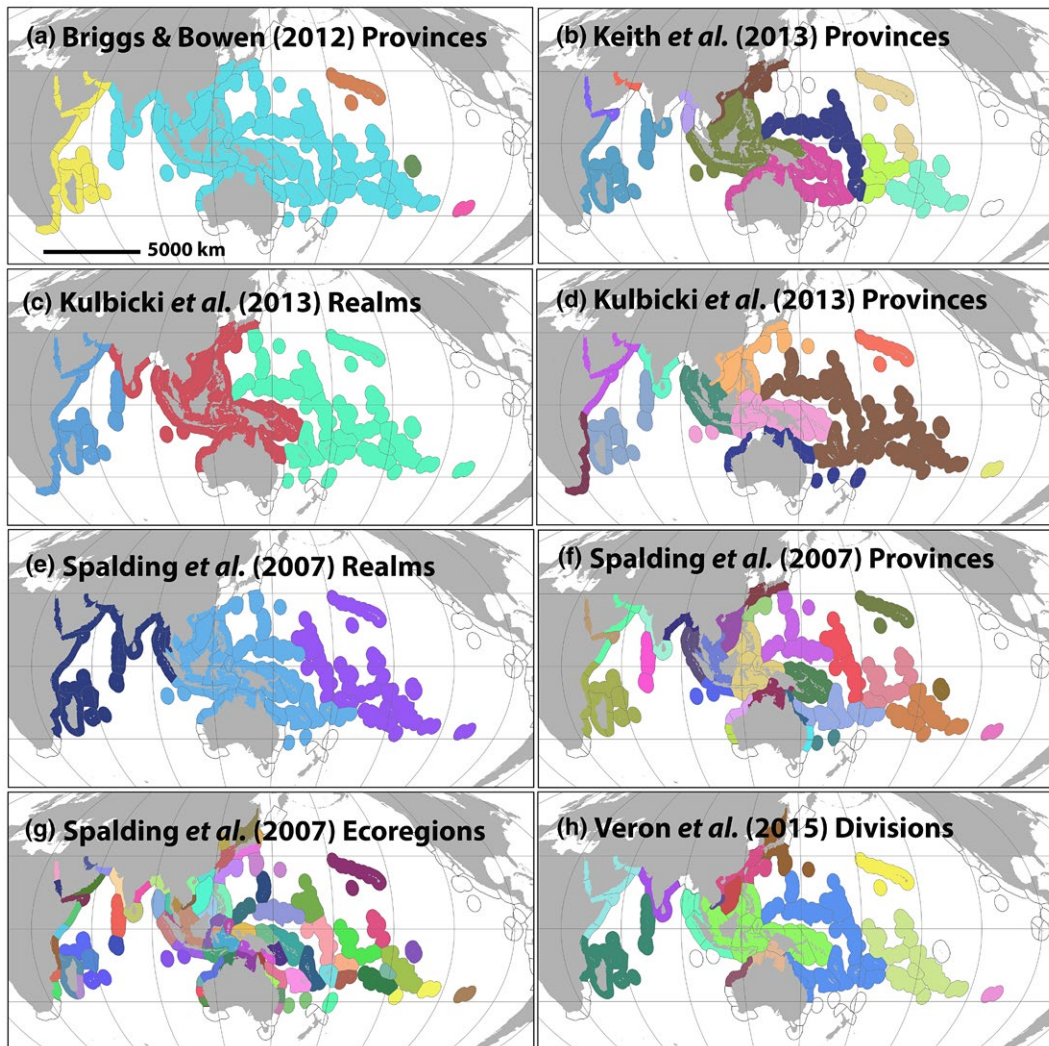 (a) Briggs & Bowen (2012) Provinces
5000 km
(b) Keith et al. (2013) Provinces
(c) Kulbicki et al. (2013) Realms
(d) Kulbicki et al. (2013) Provinces
(e) Spalding et al. (2007) Realms
(f) Spalding et al. (2007) Provinces
(g) Spalding et al. (2007) Ecoregions
(h) Veron et al. (2015) Divisions